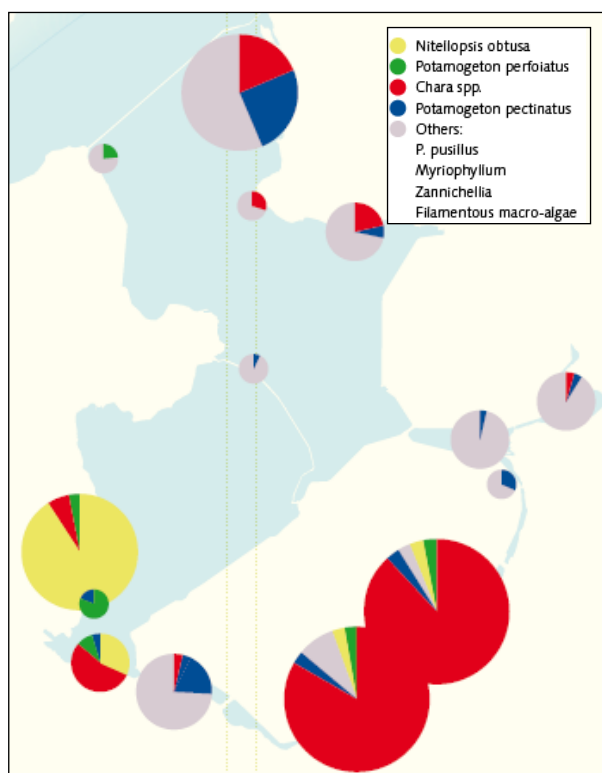 Nitellopsis obtusa
Potamogeton perfoiatus
Chara spp.
Potamogeton pectinatus
Others:
P. pusillus
Myriophyllum
Zannichellia
Filamentous macro-algae